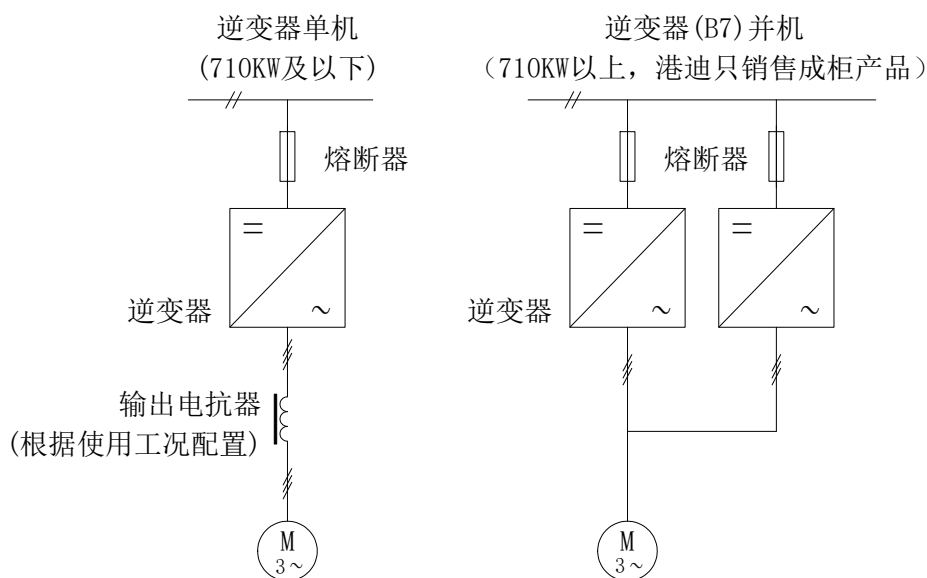 逆变器单机
(710KW及以下)
熔断器
逆变器
输出电抗器
(根据使用工况配置)
M
3～
逆变器(B7)并机
（710KW以上，港迪只销售成柜产品）
熔断器
逆变器
M
3～